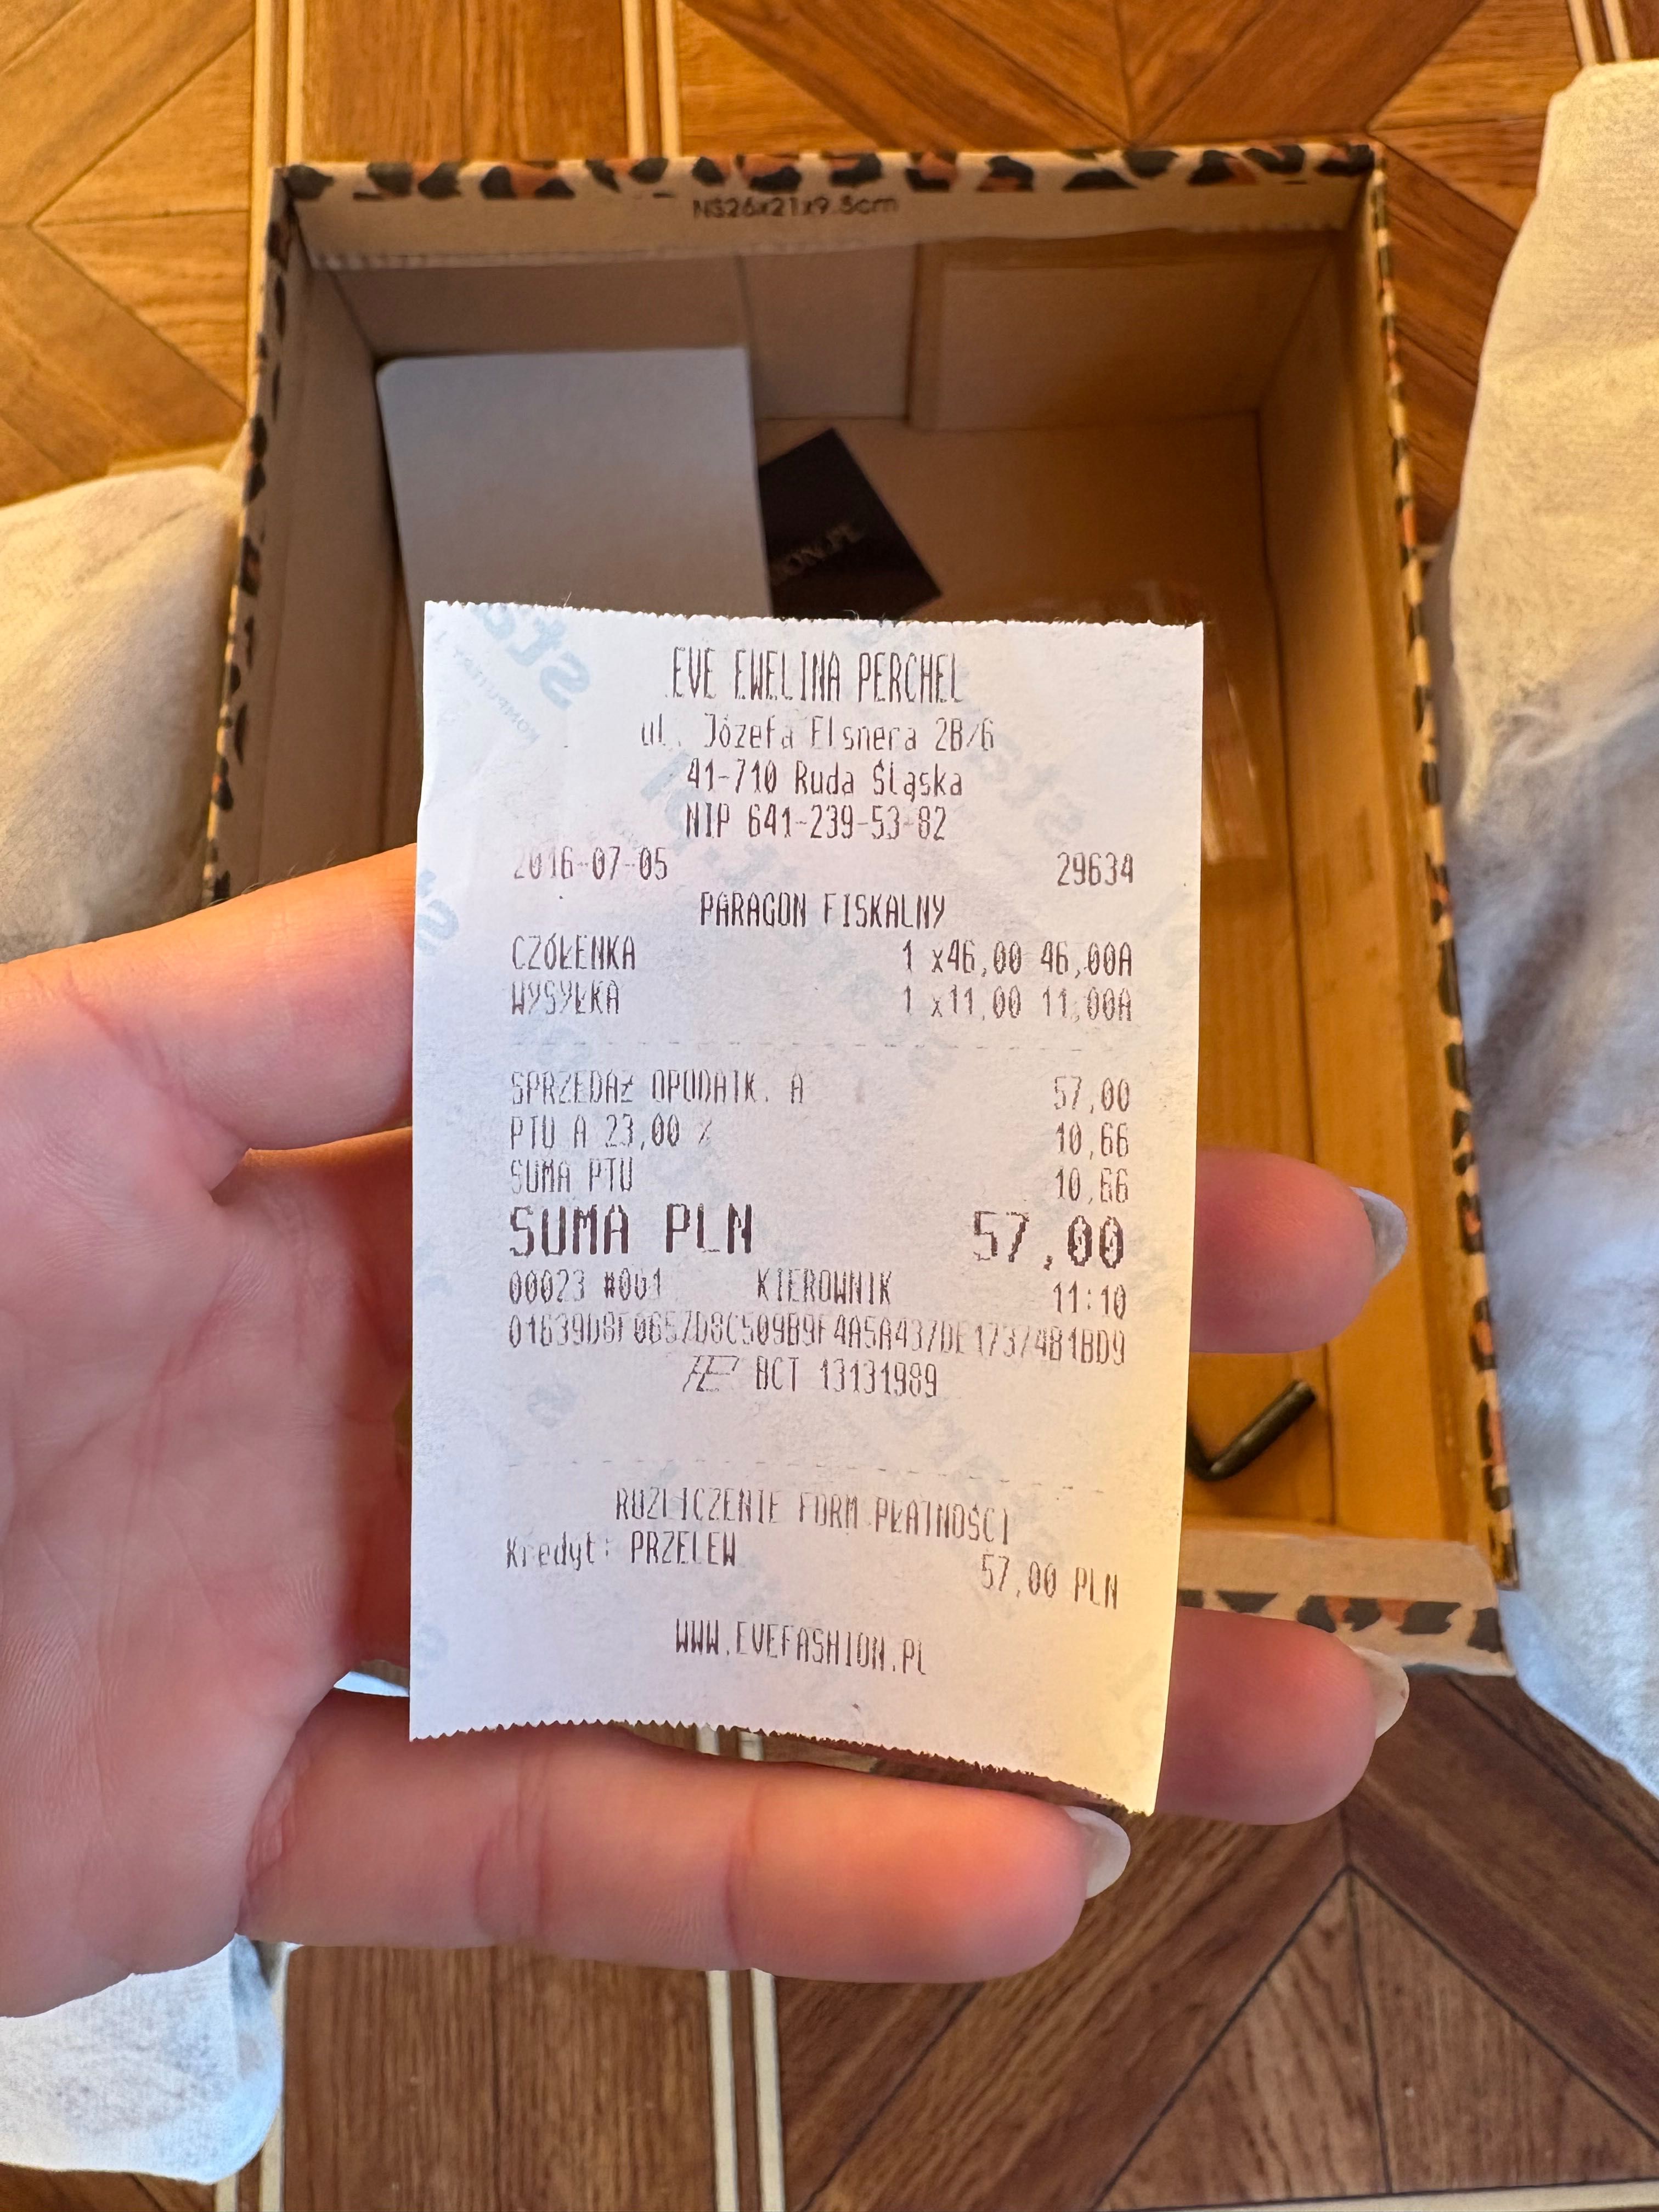 NS26x21x9.5cm
EVE EWELINA PERCHEL
ul. Józefa Elsnera 2B/6
41-710 Ruda Śląska
NIP 641-239-53-82
2016-07-05 29634
PARAGON FISKALNY
CZÓŁENKA 1 x46,00 46,00A
WYSYŁKA 1 x11,00 11,00A
SPRZEDAŻ OPODATK. A 57,00
PTU A 23,00 % 10,66
SUMA PTU 10,66
SUMA PLN 57,00
00023 #001 KIEROWNIK 11:10
BCT 13131989
ROZLICZENIE FORM PŁATNOŚCI
Kredyt: PRZELEW
57,00 PLN
WWW.EVEFASHION.PL